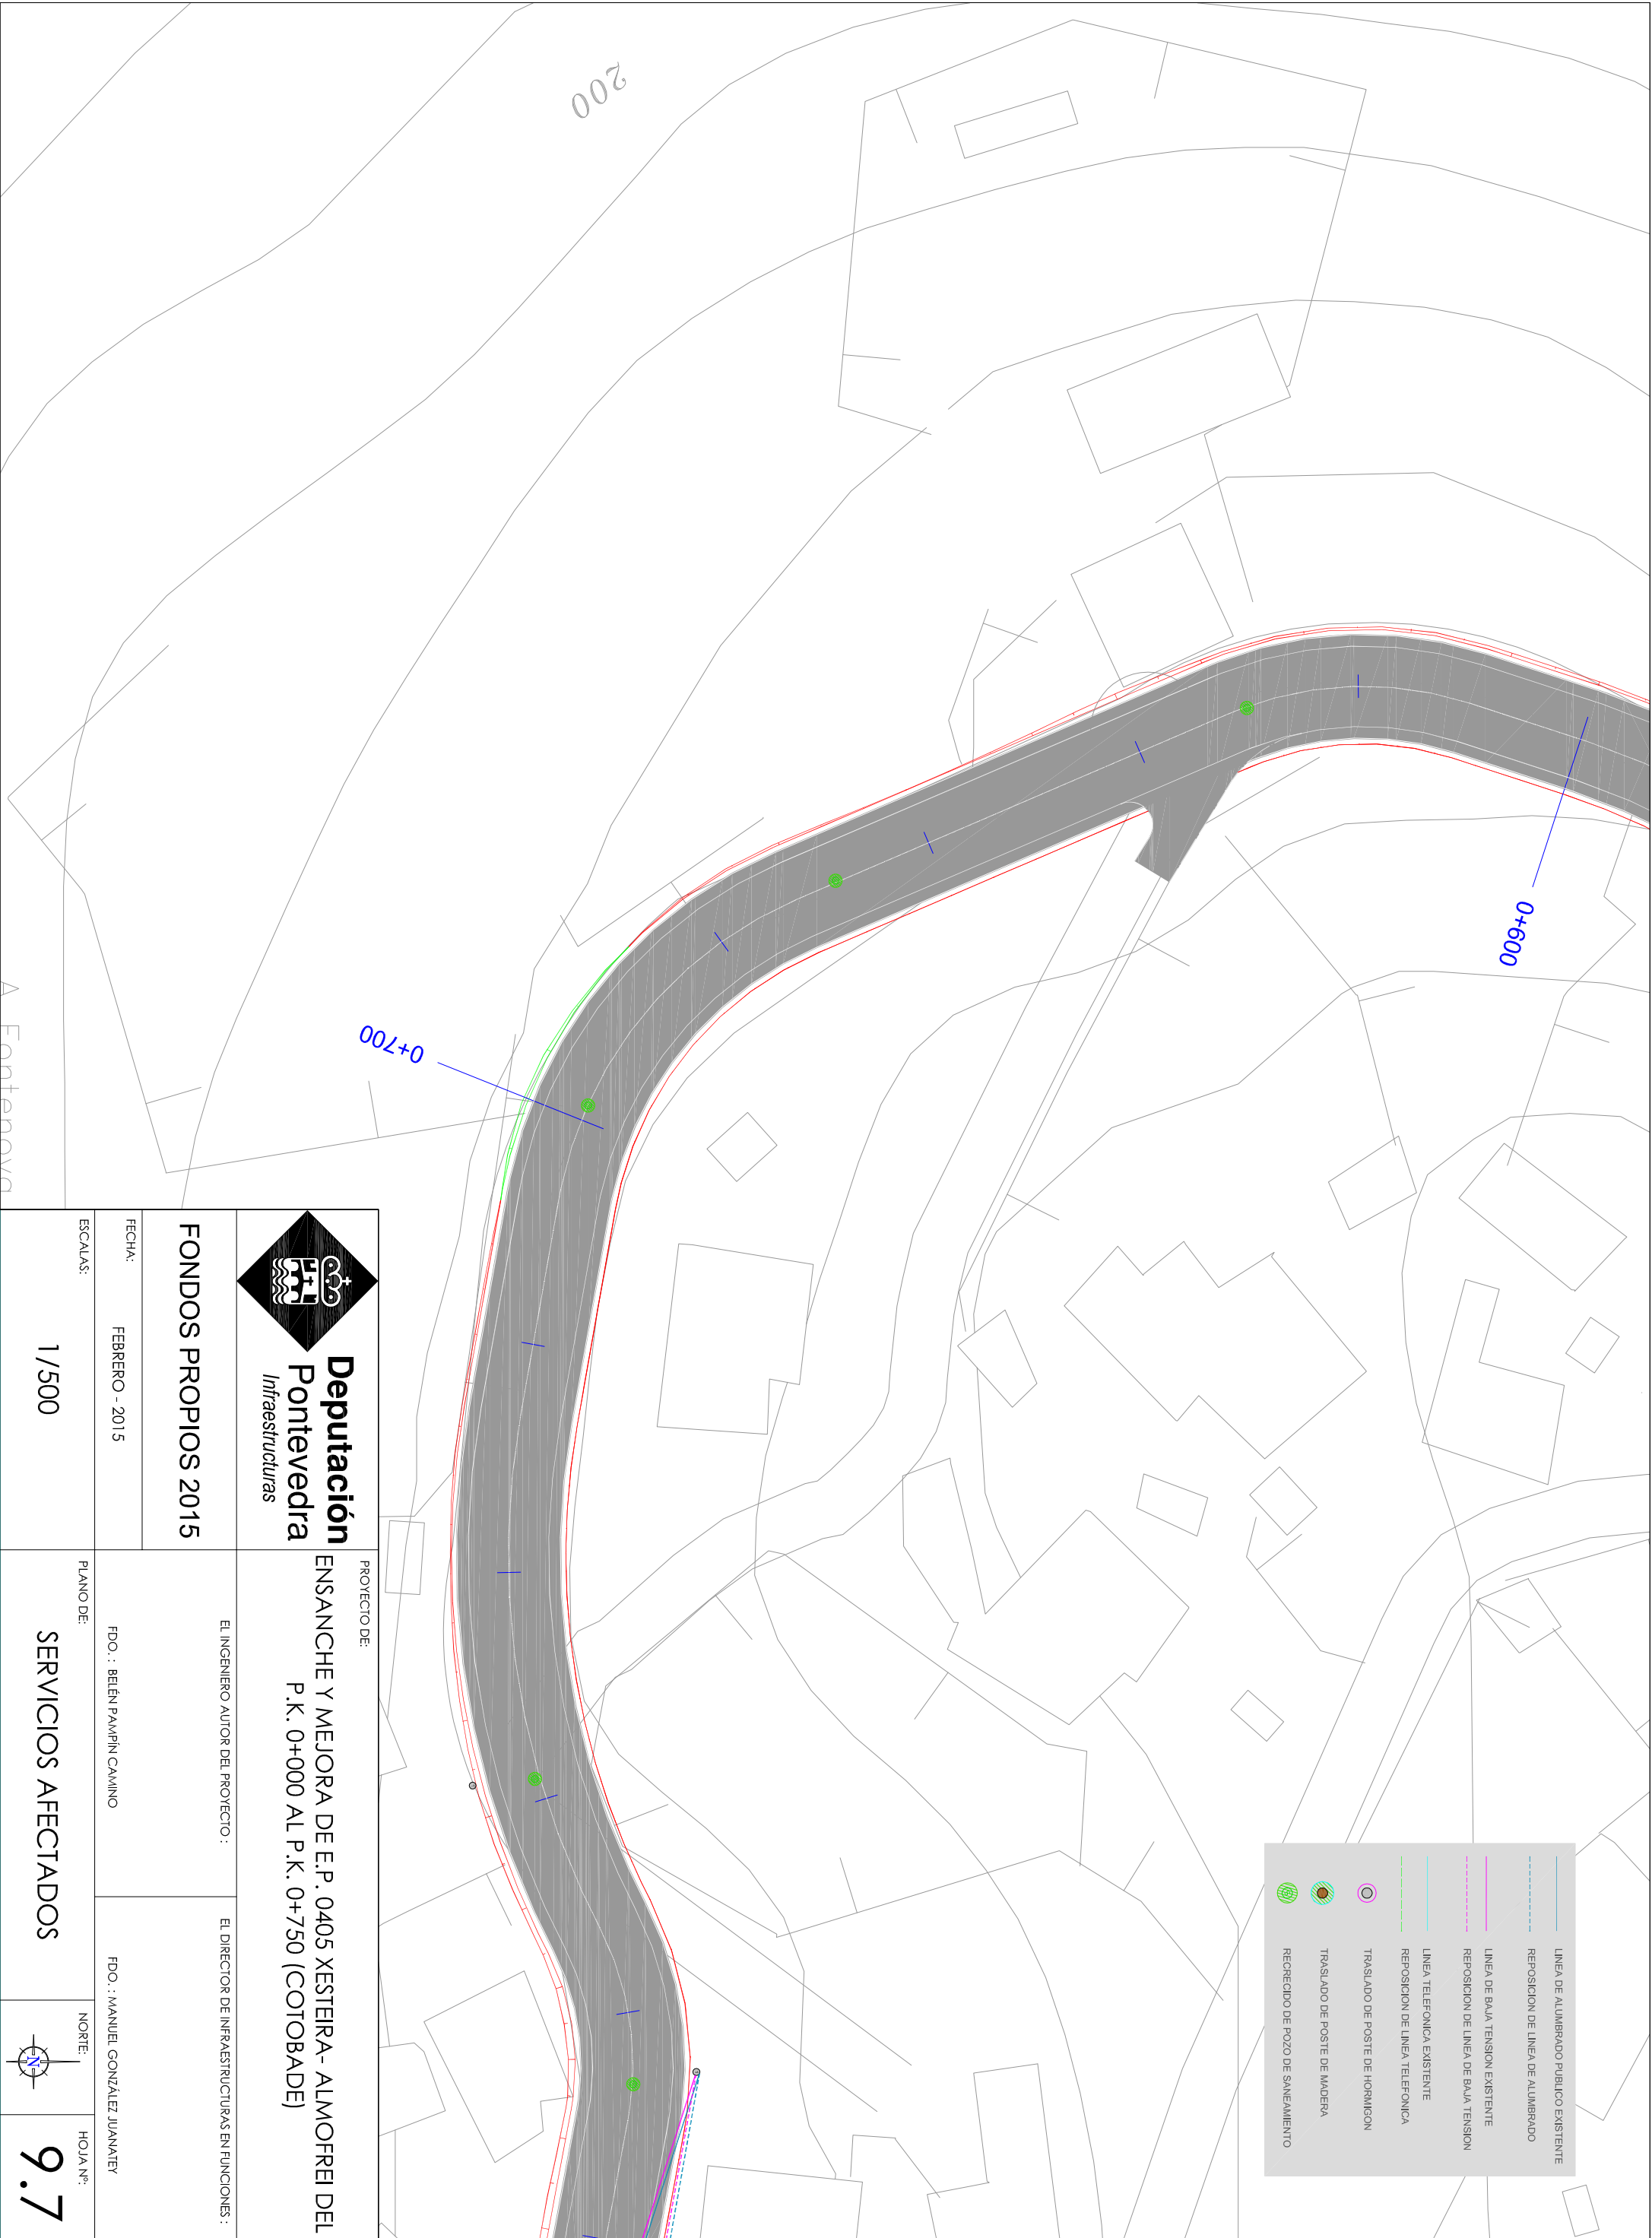 200
0+600
0+700
A Fontenova
LINEA DE ALUMBRADO PUBLICO EXISTENTE
REPOSICION DE LINEA DE ALUMBRADO
LINEA DE BAJA TENSION EXISTENTE
REPOSICION DE LINEA DE BAJA TENSION
LINEA TELEFONICA EXISTENTE
REPOSICION DE LINEA TELEFONICA
TRASLADO DE POSTE DE HORMIGON
TRASLADO DE POSTE DE MADERA
RECRECIDO DE POZO DE SANEAMIENTO
Deputación
Pontevedra
Infraestructuras
PROYECTO DE:
ENSANCHE Y MEJORA DE E.P. 0405 XESTEIRA- ALMOFREI DEL
P.K. 0+000 AL P.K. 0+750 (COTOBADE)
FONDOS PROPIOS 2015
EL INGENIERO AUTOR DEL PROYECTO :
EL DIRECTOR DE INFRAESTRUCTURAS EN FUNCIONES :
FECHA:
FEBRERO - 2015
FDO. : BELÉN PAMPÍN CAMINO
FDO. : MANUEL GONZÁLEZ JUANATEY
ESCALAS:
1/500
PLANO DE:
SERVICIOS AFECTADOS
NORTE:
N
HOJA Nº:
9.7